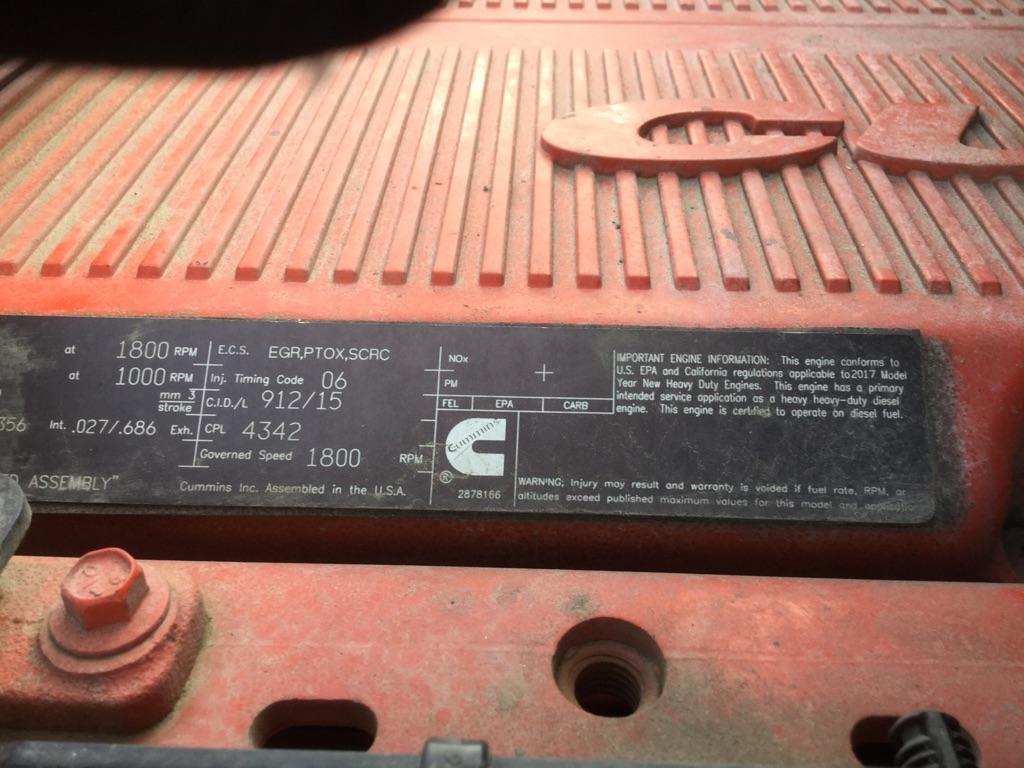 at 1800 RPM
at 1000 RPM
mm 3
stroke
356 Int. .027/.686 Exh.
ASSEMBLY"
E.C.S. EGR,PTOX,SCRC
Inj. Timing Code 06
C.I.D./L 912/15
CPL 4342
Governed Speed 1800 RPM
Cummins Inc. Assembled in the U.S.A.
NOx
PM
FEL EPA CARB
Cummins
®
2878166
IMPORTANT ENGINE INFORMATION: This engine conforms to
U.S. EPA and California regulations applicable to 2017 Model
Year New Heavy Duty Engines. This engine has a primary
intended service application as a heavy heavy-duty diesel
engine. This engine is certified to operate on diesel fuel.
WARNING: Injury may result and warranty is voided if fuel rate, RPM, or
altitudes exceed published maximum values for this model and application